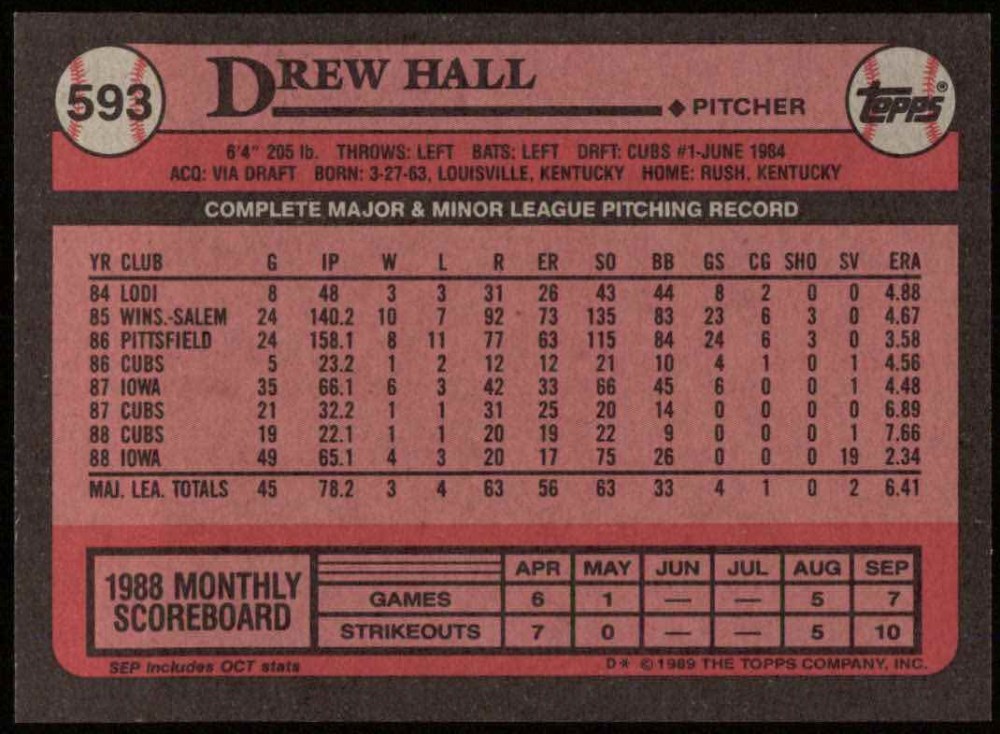 593
DREW HALL
PITCHER
Topps®
6'4" 205 lb. THROWS: LEFT BATS: LEFT DRFT: CUBS #1-JUNE 1984
ACQ: VIA DRAFT BORN: 3-27-63, LOUISVILLE, KENTUCKY HOME: RUSH, KENTUCKY
COMPLETE MAJOR & MINOR LEAGUE PITCHING RECORD
YR CLUB G IP W L R ER SO BB GS CG SHO SV ERA
84 LODI 8 48 3 3 31 26 43 44 8 2 0 0 4.88
85 WINS.-SALEM 24 140.2 10 7 92 73 135 83 23 6 3 0 4.67
86 PITTSFIELD 24 158.1 8 11 77 63 115 84 24 6 3 0 3.58
86 CUBS 5 23.2 1 2 12 12 21 10 4 1 0 1 4.56
87 IOWA 35 66.1 6 3 42 33 66 45 6 0 0 1 4.48
87 CUBS 21 32.2 1 1 31 25 20 14 0 0 0 0 6.89
88 CUBS 19 22.1 1 1 20 19 22 9 0 0 0 1 7.66
88 IOWA 49 65.1 4 3 20 17 75 26 0 0 0 19 2.34
MAJ. LEA. TOTALS 45 78.2 3 4 63 56 63 33 4 1 0 2 6.41
1988 MONTHLY
SCOREBOARD
APR MAY JUN JUL AUG SEP
GAMES 6 1 — — 5 7
STRIKEOUTS 7 0 — — 5 10
SEP includes OCT stats
D* ©1989 THE TOPPS COMPANY, INC.